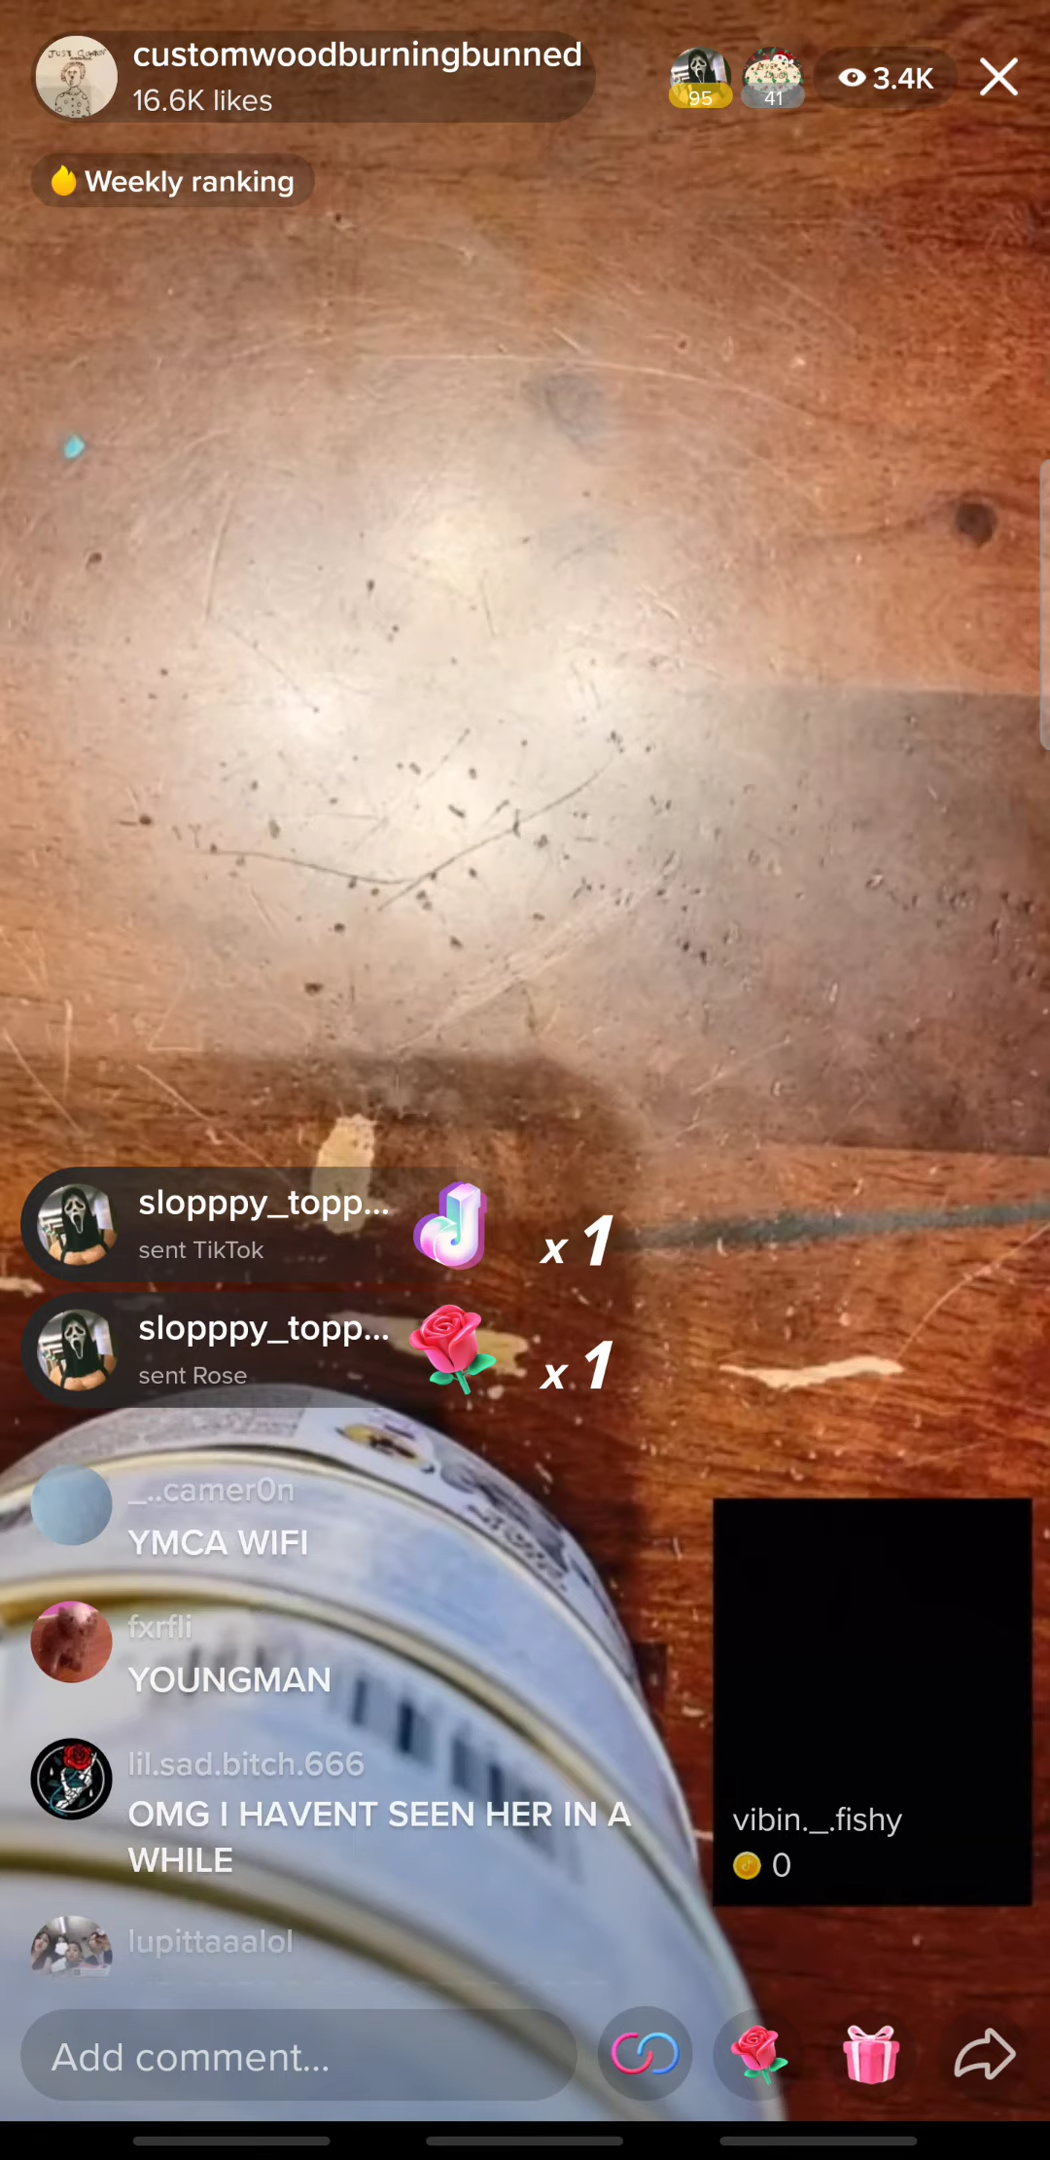 customwoodburningbunned
16.6K likes
95
41
3.4K
Weekly ranking
slopppy_topp...
sent TikTok
x 1
slopppy_topp...
sent Rose
x 1
_..camer0n
YMCA WIFI
fxrfli
YOUNGMAN
lil.sad.bitch.666
OMG I HAVENT SEEN HER IN A
WHILE
vibin._.fishy
0
lupittaaalol
Add comment...